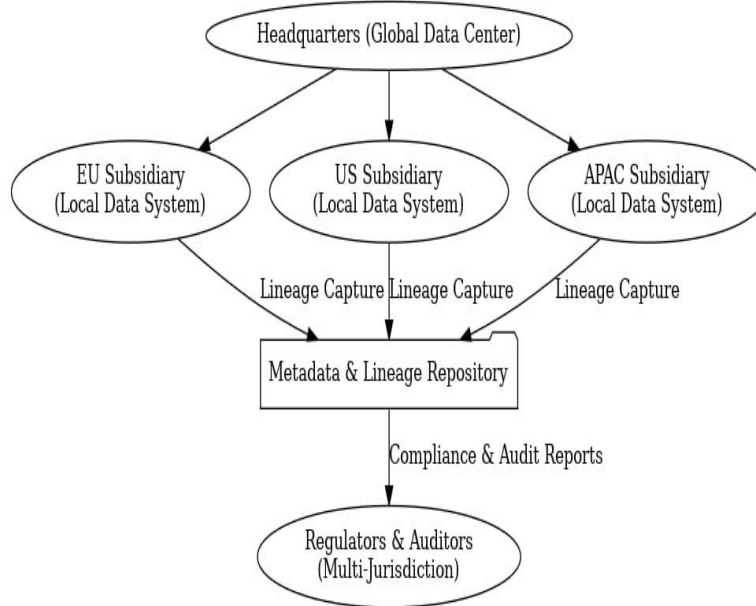 Headquarters (Global Data Center)
EU Subsidiary
(Local Data System)
US Subsidiary
(Local Data System)
APAC Subsidiary
(Local Data System)
Lineage Capture
Lineage Capture
Lineage Capture
Metadata & Lineage Repository
Compliance & Audit Reports
Regulators & Auditors
(Multi-Jurisdiction)